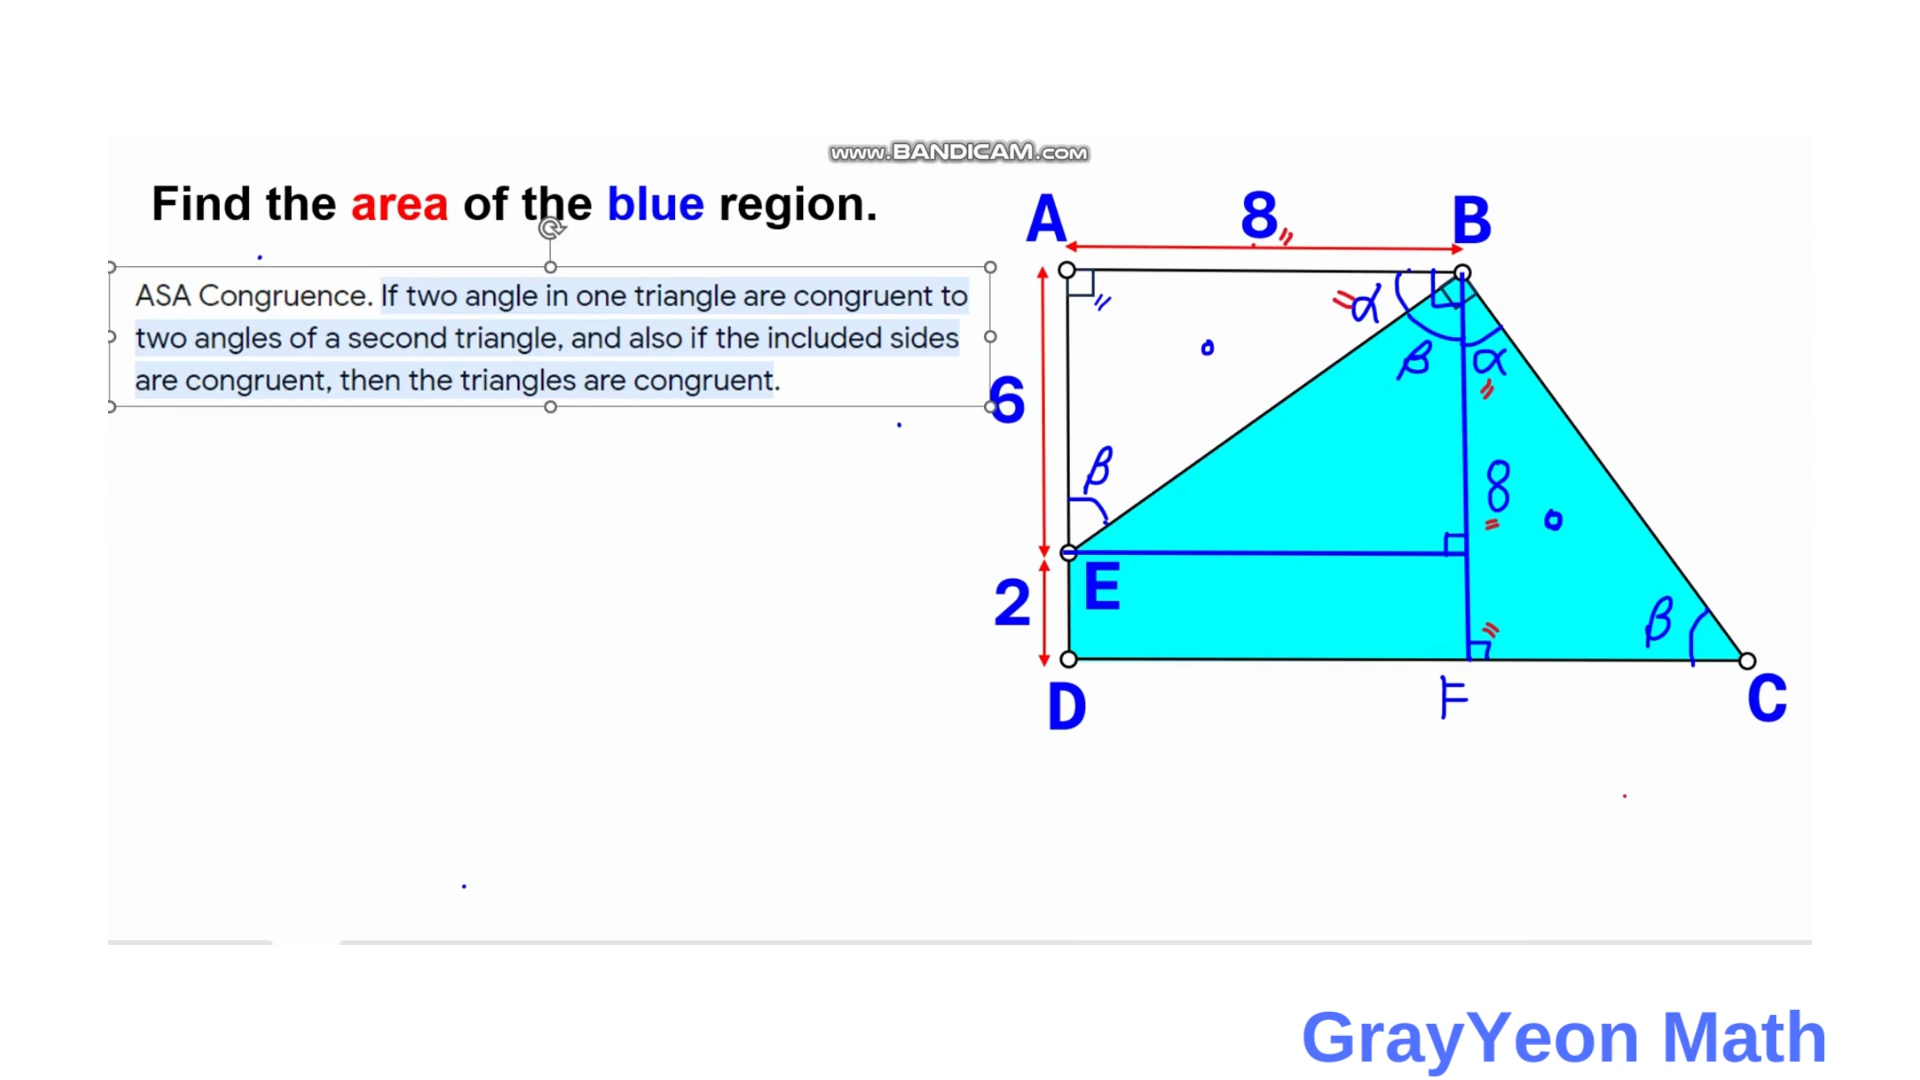 www.BANDICAM.com
Find the area of the blue region.
ASA Congruence. If two angle in one triangle are congruent to
two angles of a second triangle, and also if the included sides
are congruent, then the triangles are congruent.
A
8
B
α
β
α
6
β
8
E
2
β
D
F
C
GrayYeon Math